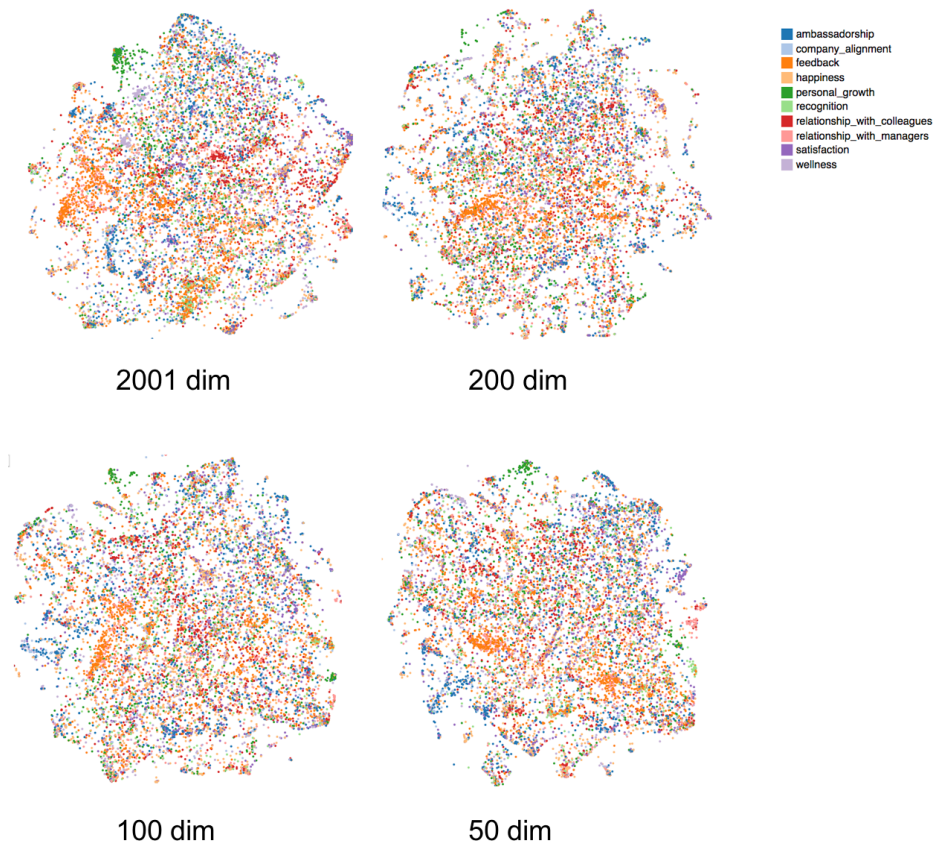 ambassadorship
company_alignment
feedback
happiness
personal_growth
recognition
relationship_with_colleagues
relationship_with_managers
satisfaction
wellness
2001 dim
200 dim
100 dim
50 dim